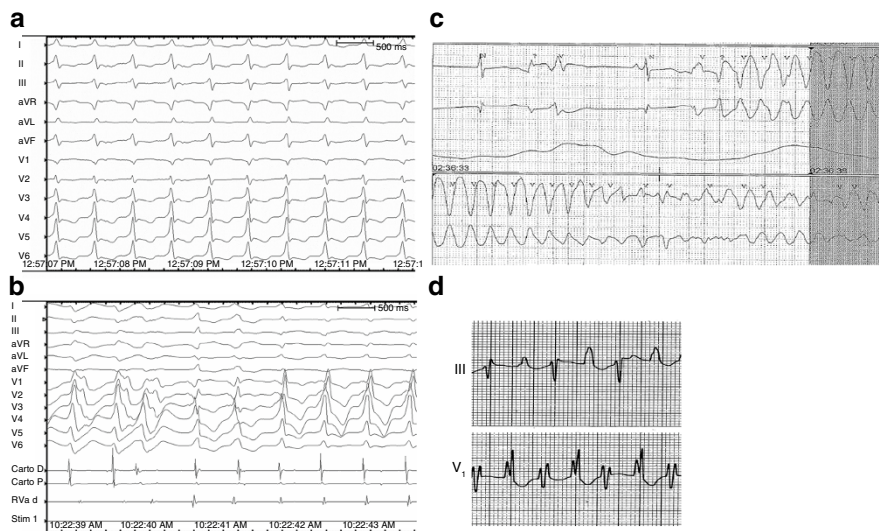 a
500 ms
I
II
III
aVR
aVL
aVF
V1
V2
V3
V4
V5
V6
12:57:07 PM 12:57:08 PM 12:57:09 PM 12:57:10 PM 12:57:11 PM 12:57:1
b
500 ms
I
II
III
aVR
aVL
aVF
V1
V2
V3
V4
V5
V6
Carto D
Carto P
RVa d
Stim 1
10:22:39 AM 10:22:40 AM 10:22:41 AM 10:22:42 AM 10:22:43 AM
c
02:36:33 02:36:39
d
III
V1